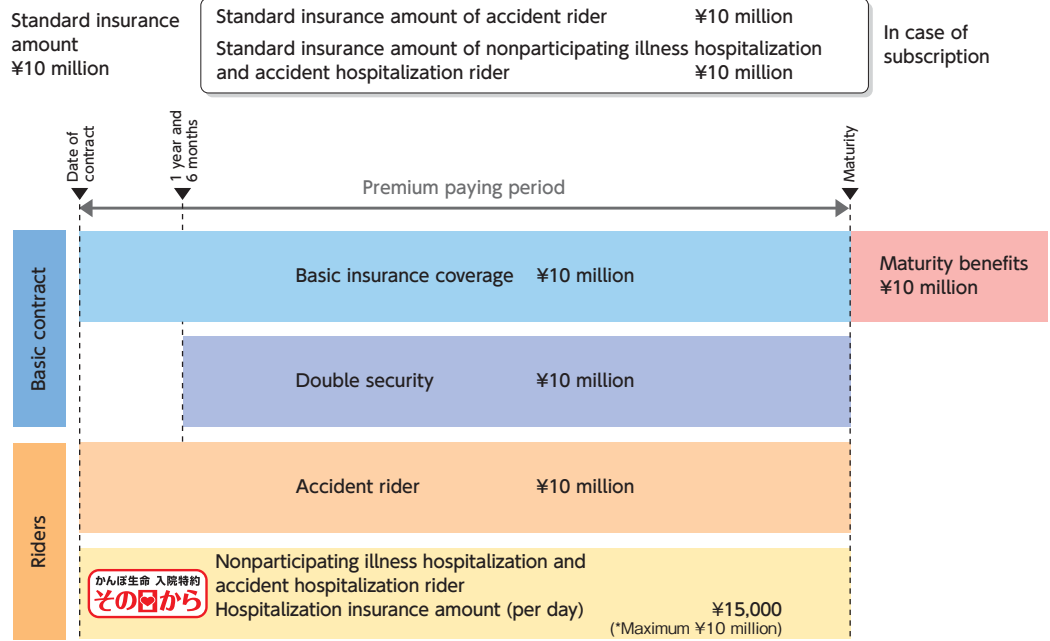 Standard insurance
amount
¥10 million
Standard insurance amount of accident rider ¥10 million
Standard insurance amount of nonparticipating illness hospitalization
and accident hospitalization rider ¥10 million
In case of
subscription
Date of
contract
1 year and
6 months
Maturity
Premium paying period
Basic contract
Basic insurance coverage ¥10 million
Maturity benefits
¥10 million
Double security ¥10 million
Riders
Accident rider ¥10 million
かんぽ生命 入院特約
その日から
Nonparticipating illness hospitalization and
accident hospitalization rider
Hospitalization insurance amount (per day) ¥15,000
(*Maximum ¥10 million)